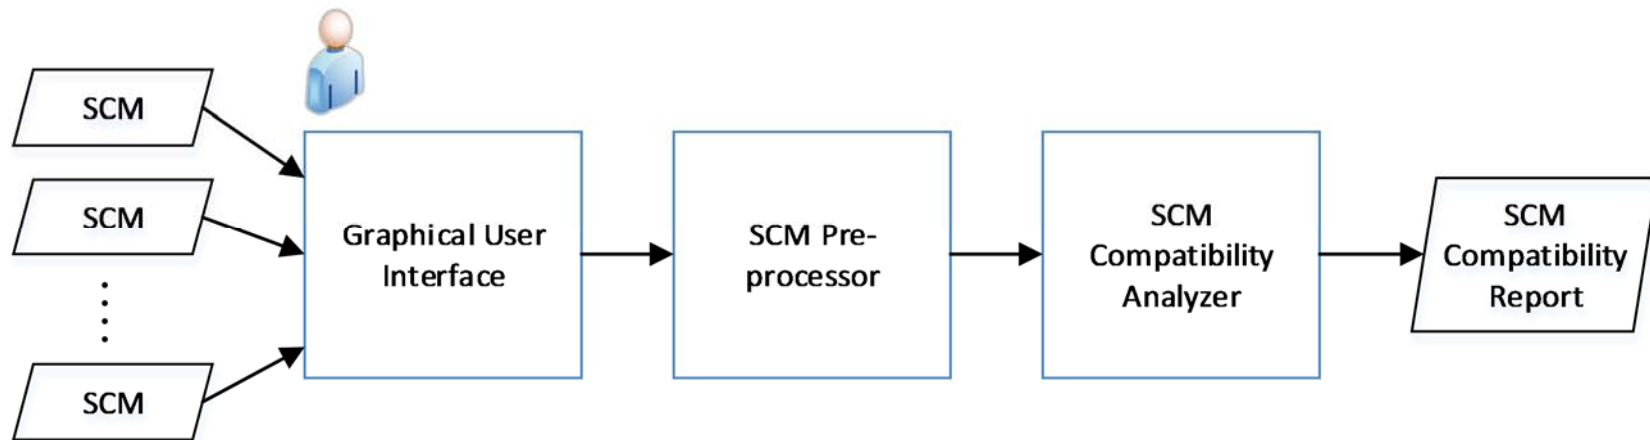 SCM
SCM
SCM
Graphical User
Interface
SCM Pre-
processor
SCM
Compatibility
Analyzer
SCM
Compatibility
Report